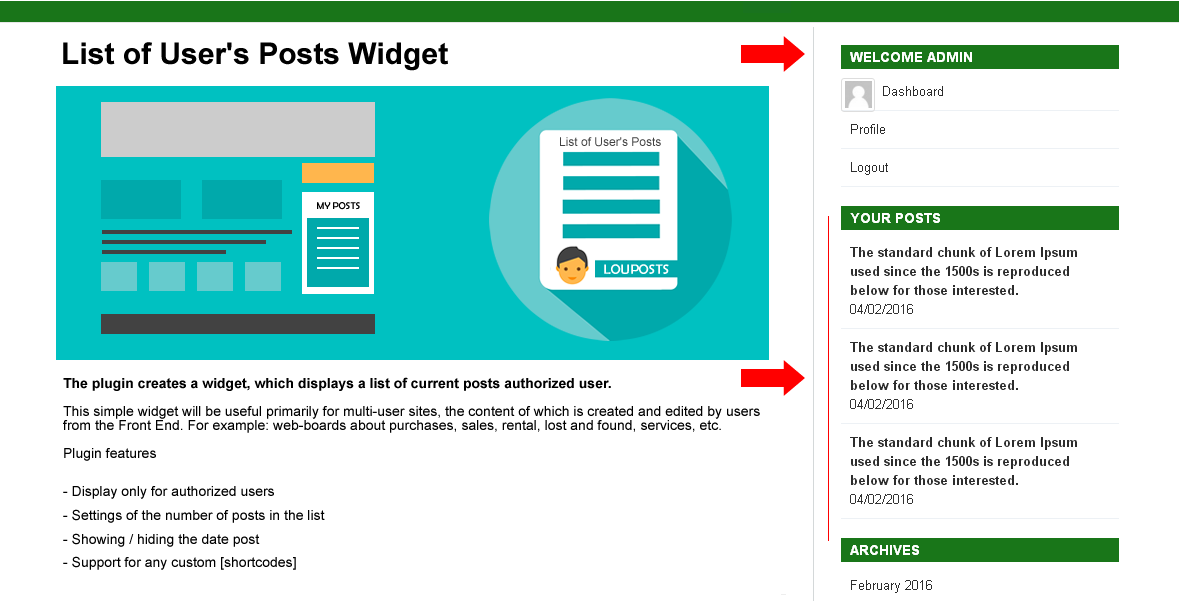 List of User's Posts Widget
MY POSTS
List of User's Posts
LOUPOSTS
The plugin creates a widget, which displays a list of current posts authorized user.
This simple widget will be useful primarily for multi-user sites, the content of which is created and edited by users
from the Front End. For example: web-boards about purchases, sales, rental, lost and found, services, etc.
Plugin features
- Display only for authorized users
- Settings of the number of posts in the list
- Showing / hiding the date post
- Support for any custom [shortcodes]
WELCOME ADMIN
Dashboard
Profile
Logout
YOUR POSTS
The standard chunk of Lorem Ipsum
used since the 1500s is reproduced
below for those interested.
04/02/2016
The standard chunk of Lorem Ipsum
used since the 1500s is reproduced
below for those interested.
04/02/2016
The standard chunk of Lorem Ipsum
used since the 1500s is reproduced
below for those interested.
04/02/2016
ARCHIVES
February 2016